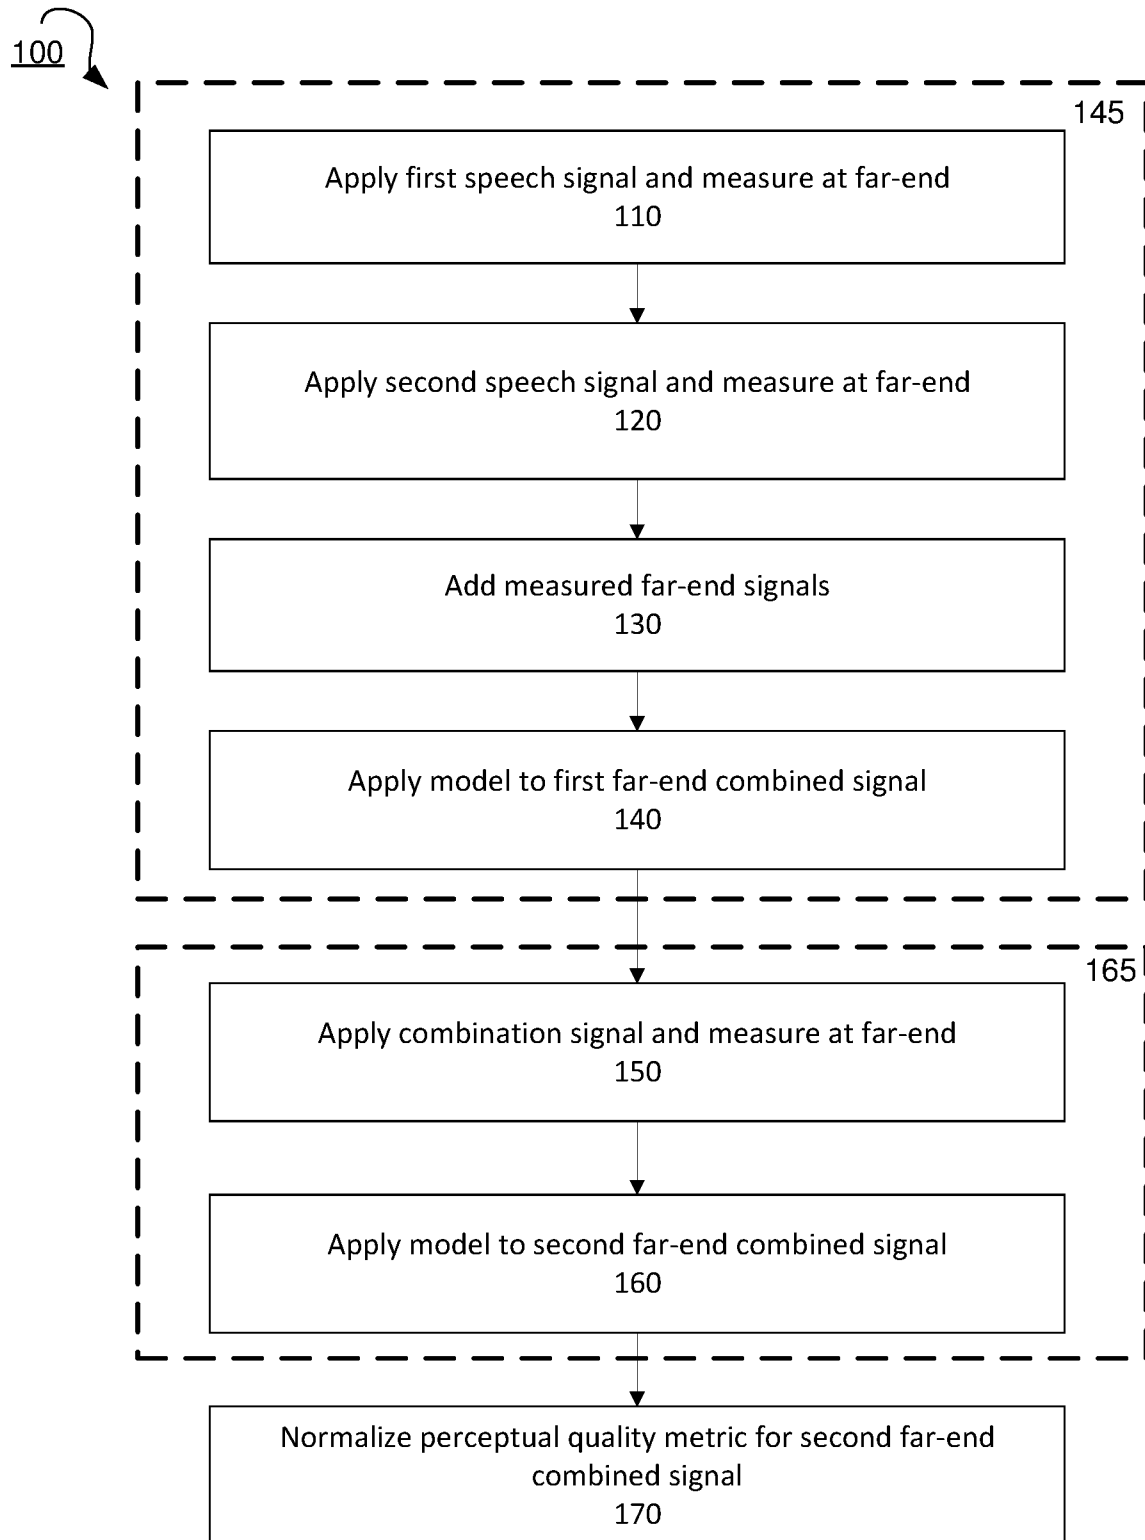 100
145
Apply first speech signal and measure at far-end
110
Apply second speech signal and measure at far-end
120
Add measured far-end signals
130
Apply model to first far-end combined signal
140
165
Apply combination signal and measure at far-end
150
Apply model to second far-end combined signal
160
Normalize perceptual quality metric for second far-end
combined signal
170